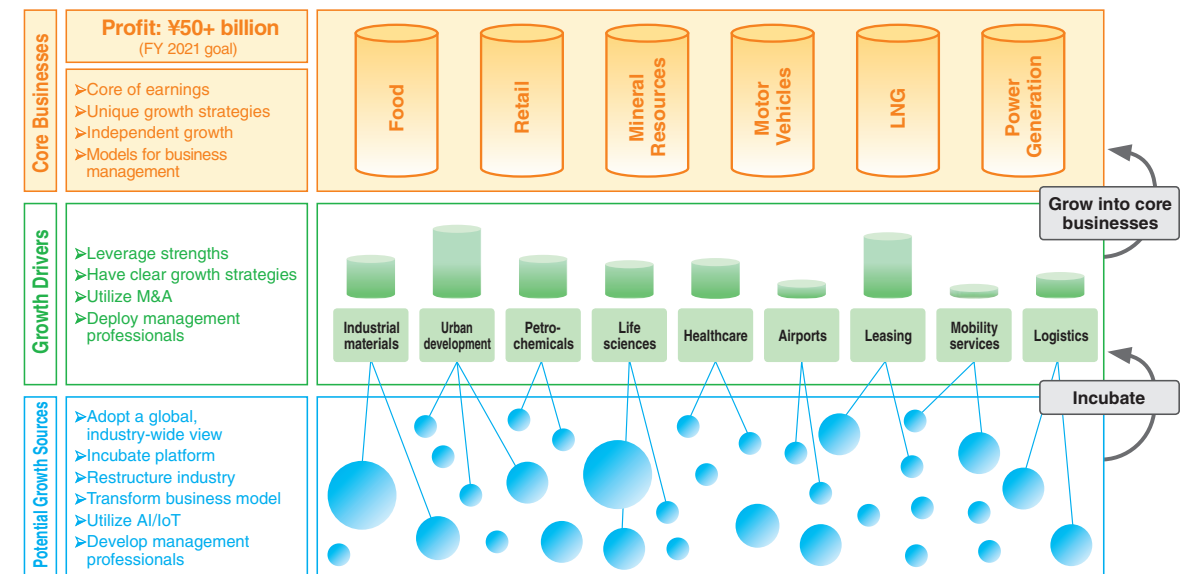 Core Businesses
Profit: ¥50+ billion
(FY 2021 goal)
➢Core of earnings
➢Unique growth strategies
➢Independent growth
➢Models for business
management
Food
Retail
Mineral
Resources
Motor
Vehicles
LNG
Power
Generation
Grow into core
businesses
Growth Drivers
➢Leverage strengths
➢Have clear growth strategies
➢Utilize M&A
➢Deploy management
professionals
Industrial
materials
Urban
development
Petro-
chemicals
Life
sciences
Healthcare
Airports
Leasing
Mobility
services
Logistics
Incubate
Potential Growth Sources
➢Adopt a global,
industry-wide view
➢Incubate platform
➢Restructure industry
➢Transform business model
➢Utilize AI/IoT
➢Develop management
professionals